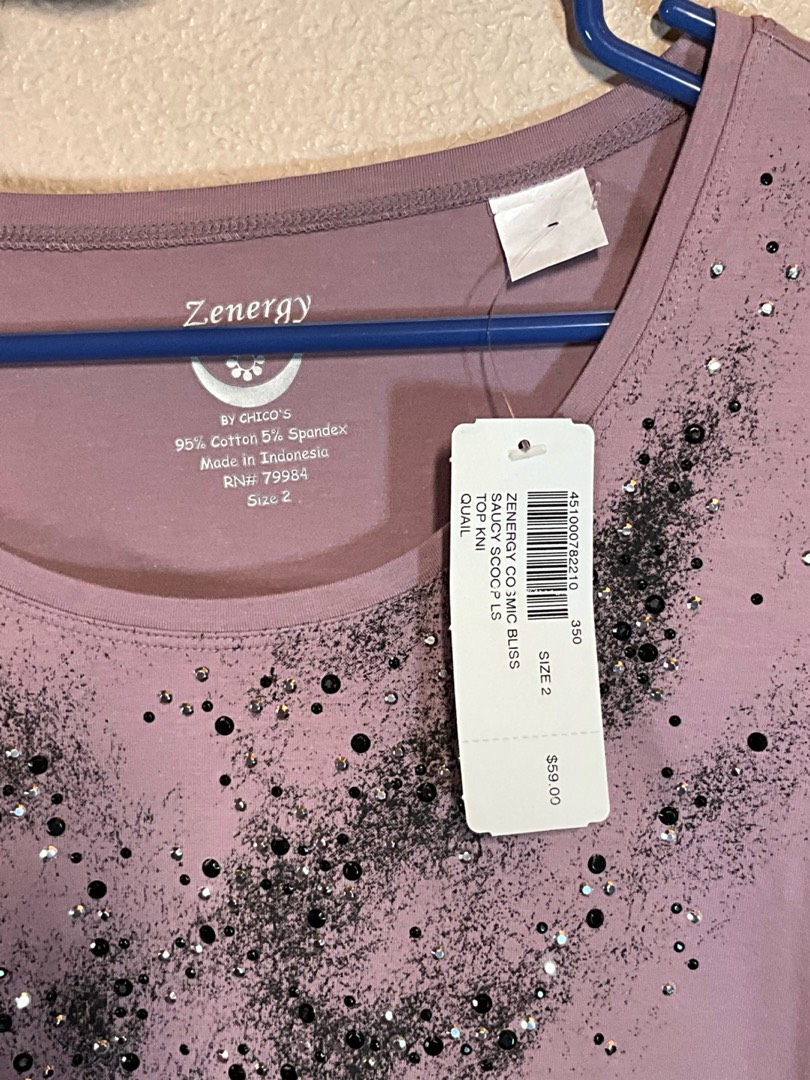 Zenergy
BY CHICO'S
95% Cotton 5% Spandex
Made in Indonesia
RN# 79984
Size 2
451000782210 350
SIZE 2
ZENERGY COSMIC BLISS
SAUCY SCOOP LS
TOP KNI
QUAIL
$59.00